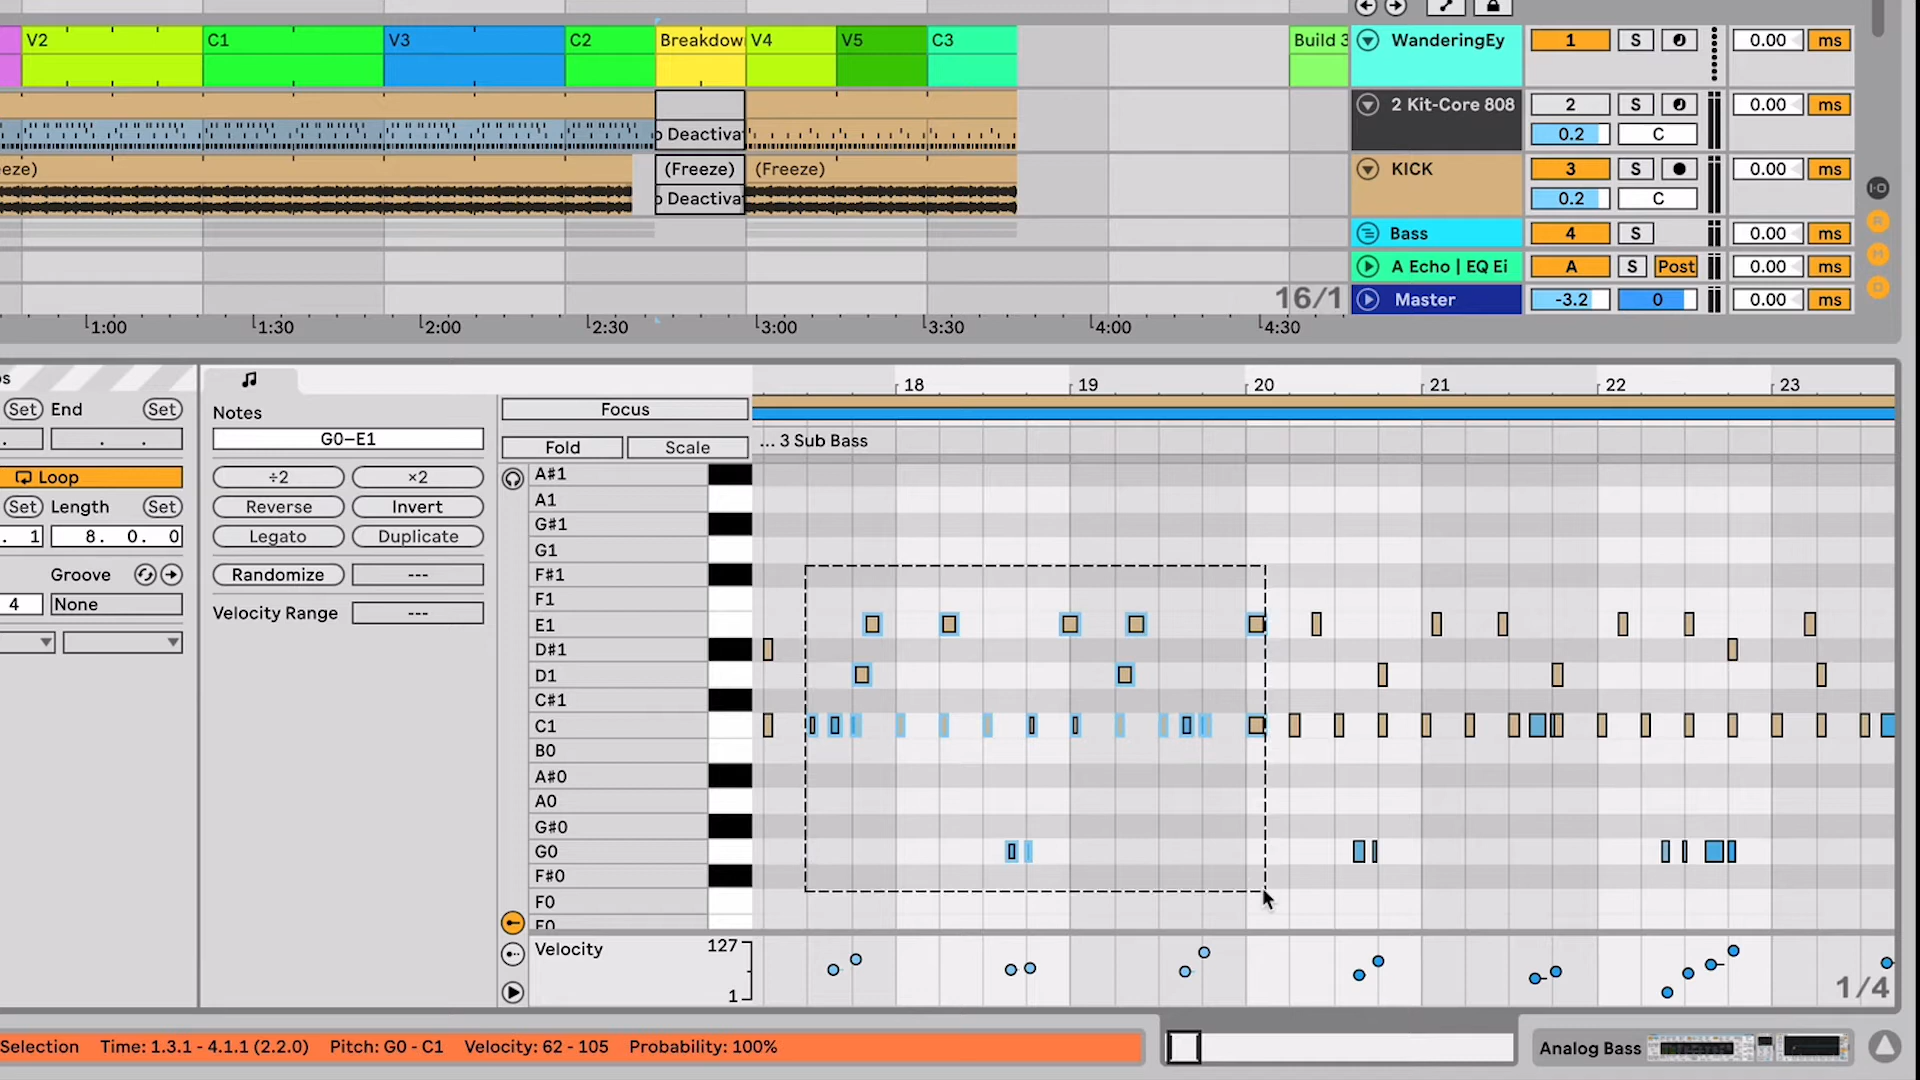 V2
C1
V3
C2
Breakdow
V4
V5
C3
Build 3
WanderingEy
1
S
0.00
ms
2 Kit-Core 808
2
S
0.00
ms
Deactiva
0.2
C
eze)
(Freeze)
(Freeze)
KICK
3
S
0.00
ms
Deactiva
0.2
C
Bass
4
S
0.00
ms
A Echo | EQ Ei
A
S
Post
0.00
ms
16/1
Master
-3.2
0
0.00
ms
I·O
R
M
D
1:00
1:30
2:00
2:30
3:00
3:30
4:00
4:30
18
19
20
21
22
23
Set
End
Set
Notes
G0–E1
Focus
Fold
Scale
... 3 Sub Bass
Loop
÷2
×2
Set
Length
Set
Reverse
Invert
. 1
8. 0. 0
Legato
Duplicate
Groove
Randomize
---
4
None
Velocity Range
---
A#1
A1
G#1
G1
F#1
F1
E1
D#1
D1
C#1
C1
B0
A#0
A0
G#0
G0
F#0
F0
E0
Velocity
127
1
1/4
Selection
Time: 1.3.1 - 4.1.1 (2.2.0)
Pitch: G0 - C1
Velocity: 62 - 105
Probability: 100%
Analog Bass